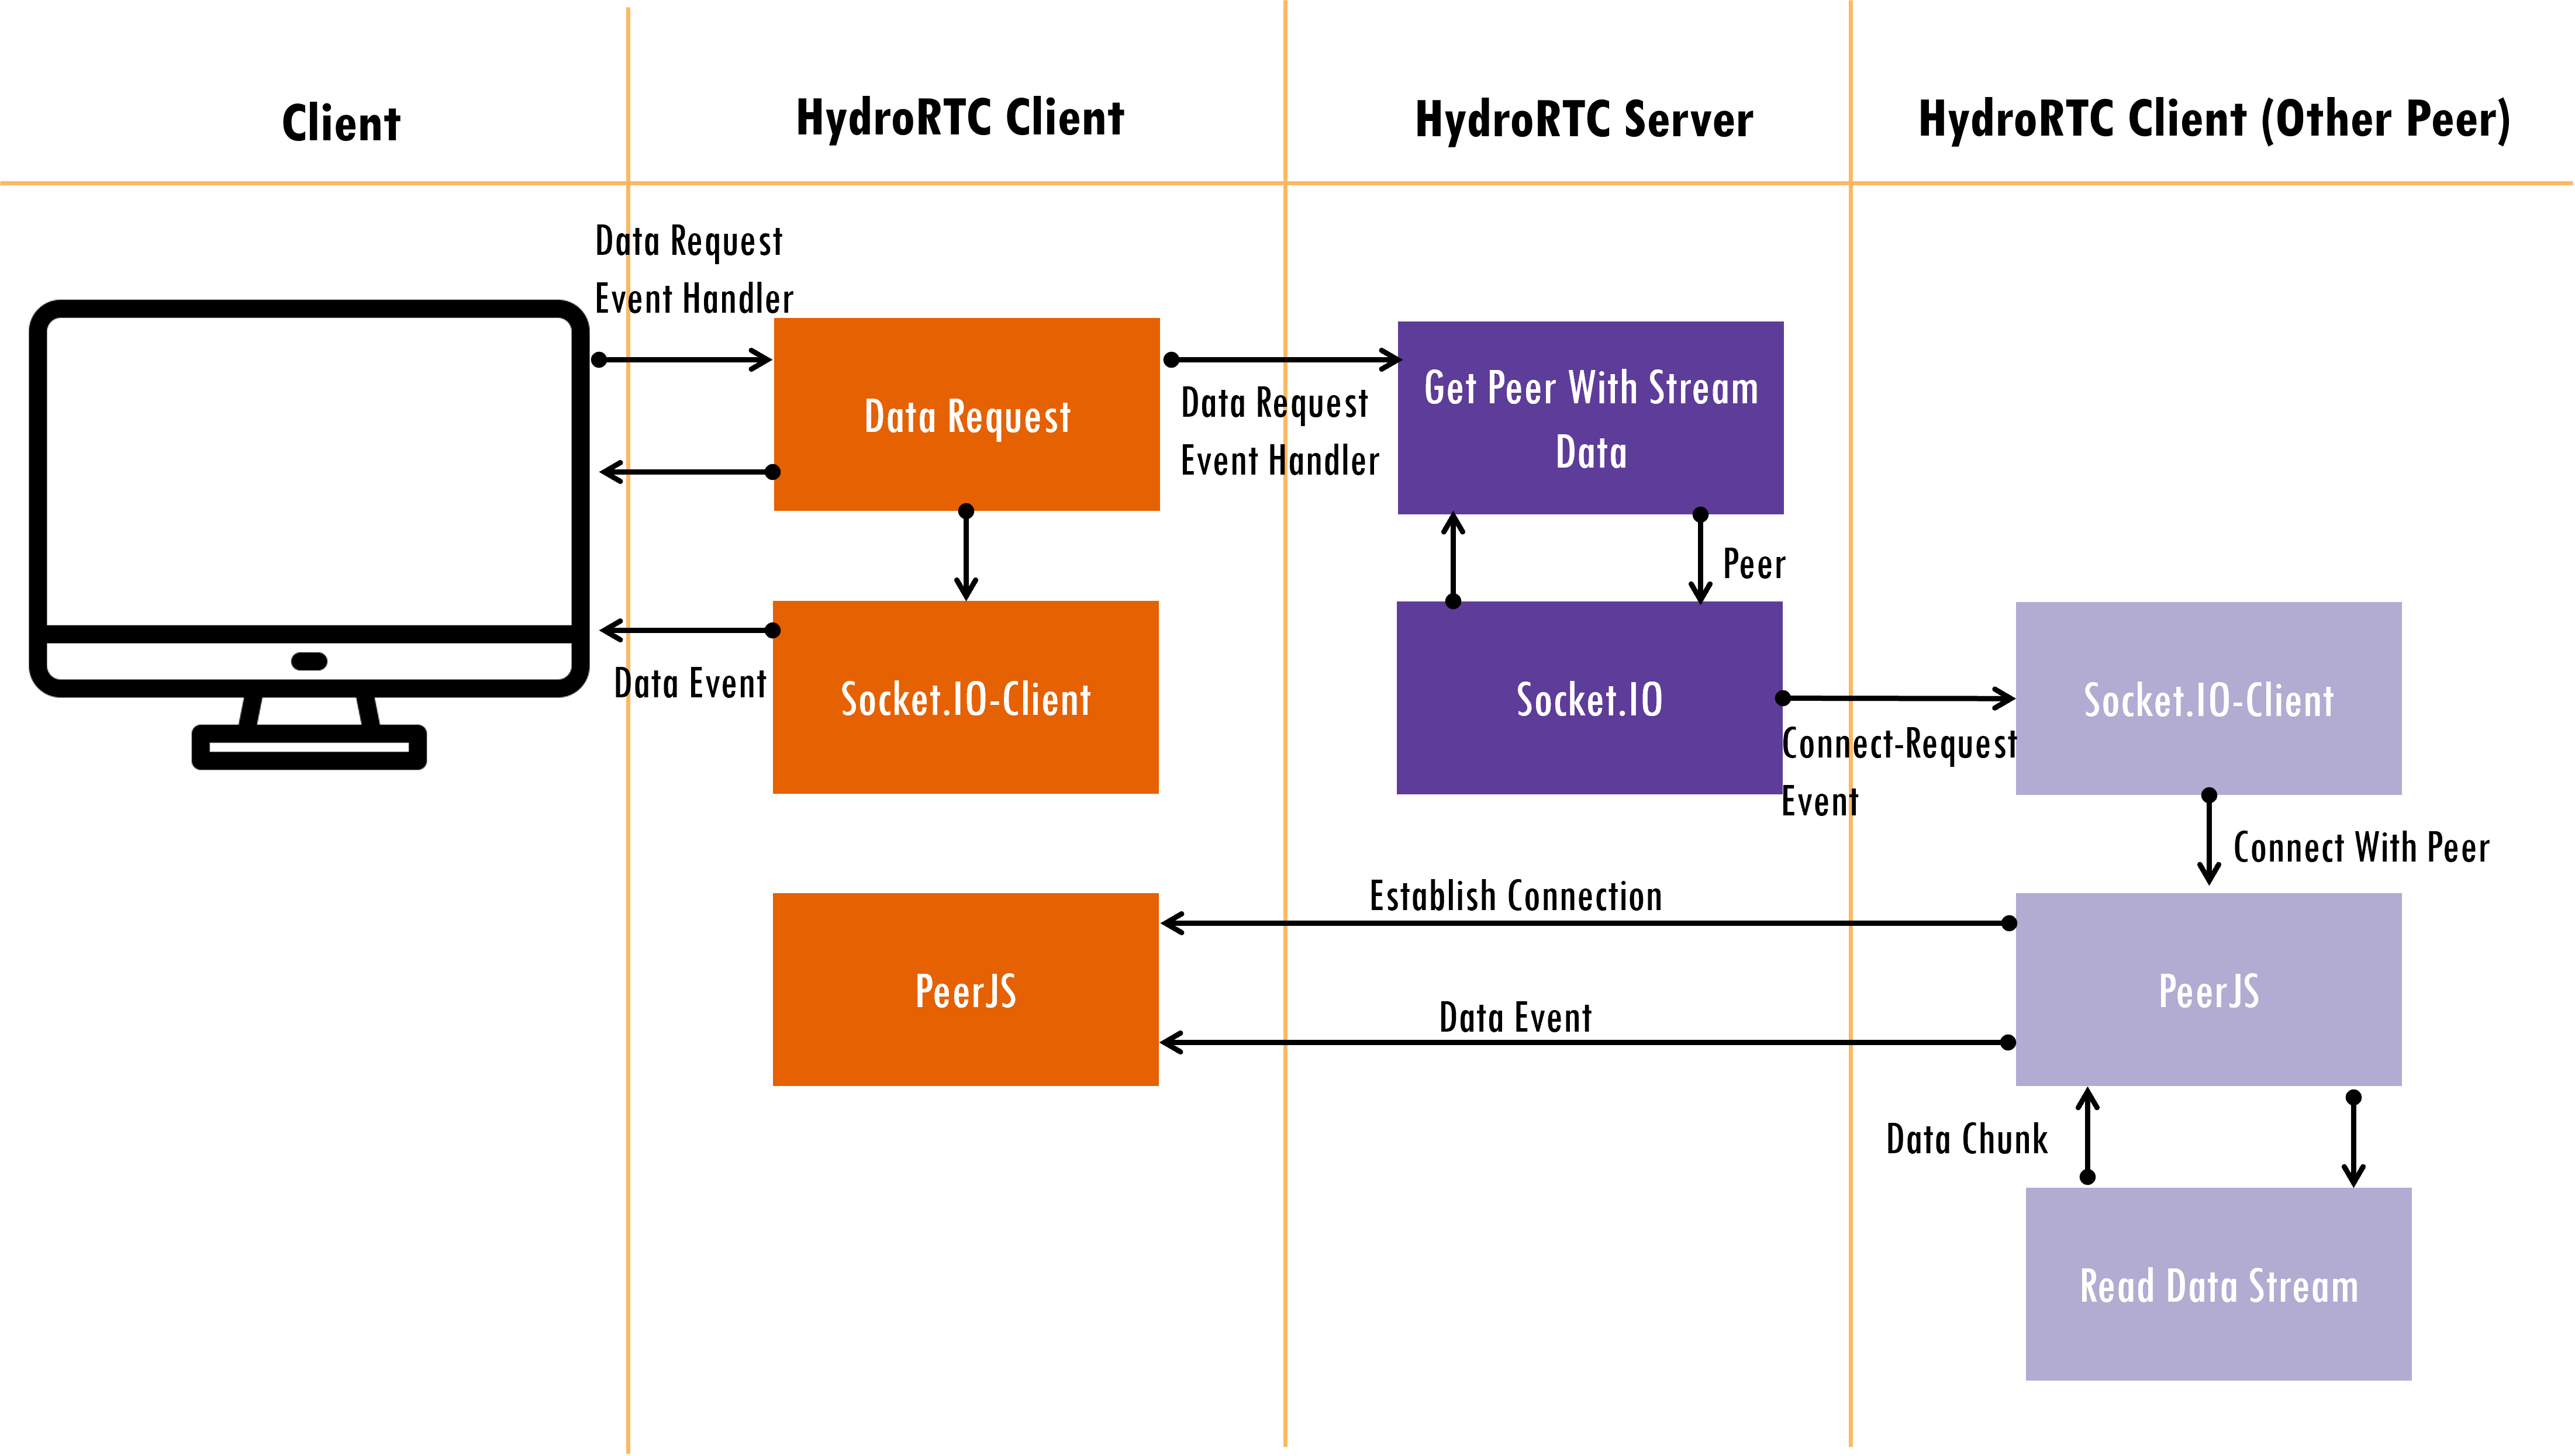 Client
HydroRTC Client
HydroRTC Server
HydroRTC Client (Other Peer)
Data Request
Event Handler
Data Request
Data Request
Event Handler
Get Peer With Stream
Data
Peer
Data Event
Socket.IO-Client
Socket.IO
Connect-Request
Event
Socket.IO-Client
Connect With Peer
Establish Connection
PeerJS
Data Event
PeerJS
Data Chunk
Read Data Stream